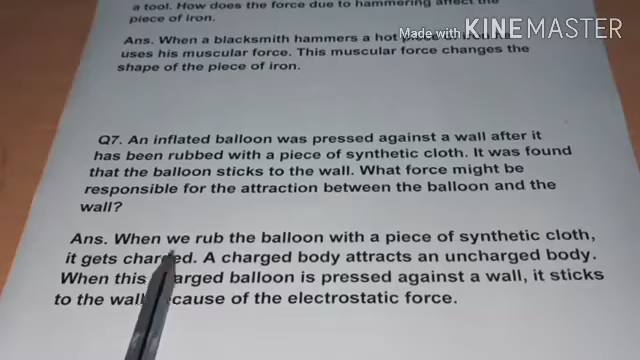 a tool. How does the force due to hammering affect the
piece of iron.
Made with KINEMASTER
Ans. When a blacksmith hammers a hot
uses his muscular force. This muscular force changes the
shape of the piece of iron.
Q7. An inflated balloon was pressed against a wall after it
has been rubbed with a piece of synthetic cloth. It was found
that the balloon sticks to the wall. What force might be
responsible for the attraction between the balloon and the
wall?
Ans. When we rub the balloon with a piece of synthetic cloth,
it gets charged. A charged body attracts an uncharged body.
When this charged balloon is pressed against a wall, it sticks
to the wall because of the electrostatic force.